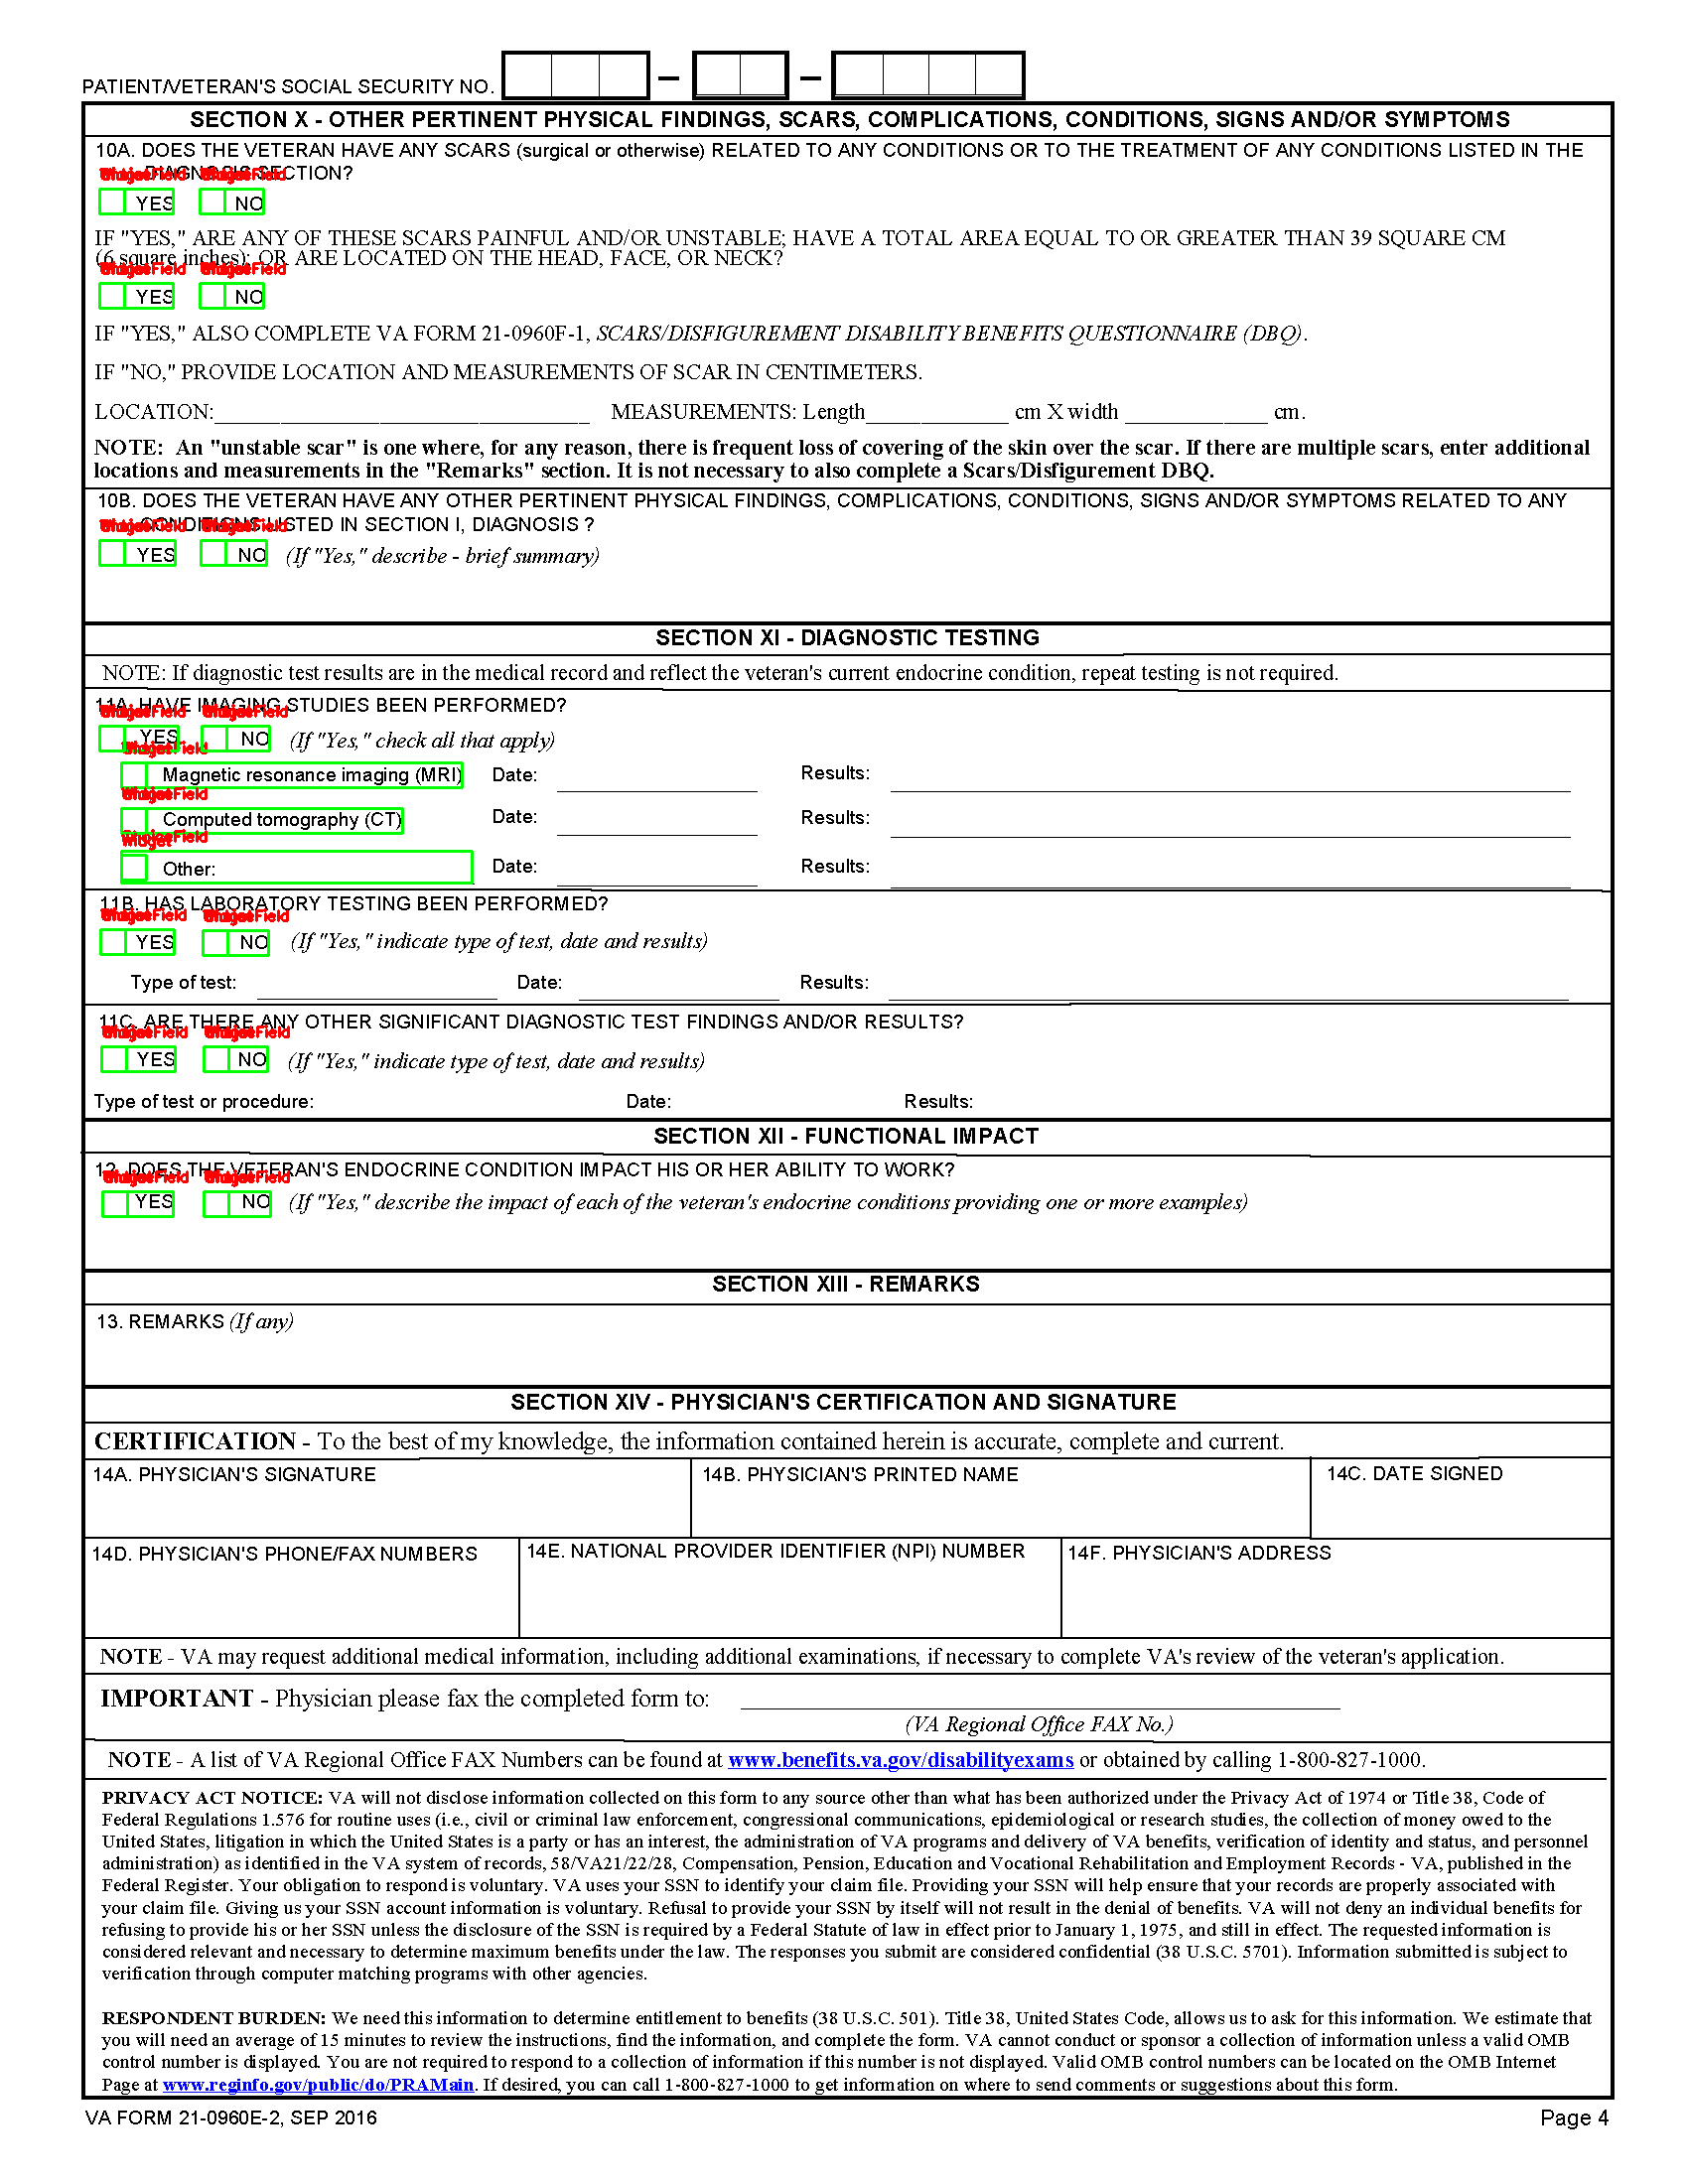 PATIENT/VETERAN'S SOCIAL SECURITY NO.
SECTION X - OTHER PERTINENT PHYSICAL FINDINGS, SCARS, COMPLICATIONS, CONDITIONS, SIGNS AND/OR SYMPTOMS
10A. DOES THE VETERAN HAVE ANY SCARS (surgical or otherwise) RELATED TO ANY CONDITIONS OR TO THE TREATMENT OF ANY CONDITIONS LISTED IN THE
DIAGNOSIS SECTION?
YES NO
IF "YES," ARE ANY OF THESE SCARS PAINFUL AND/OR UNSTABLE; HAVE A TOTAL AREA EQUAL TO OR GREATER THAN 39 SQUARE CM
(6 square inches); OR ARE LOCATED ON THE HEAD, FACE, OR NECK?
YES NO
IF "YES," ALSO COMPLETE VA FORM 21-0960F-1, SCARS/DISFIGUREMENT DISABILITY BENEFITS QUESTIONNAIRE (DBQ).
IF "NO," PROVIDE LOCATION AND MEASUREMENTS OF SCAR IN CENTIMETERS.
LOCATION: MEASUREMENTS: Length cm X width cm.
NOTE: An "unstable scar" is one where, for any reason, there is frequent loss of covering of the skin over the scar. If there are multiple scars, enter additional
locations and measurements in the "Remarks" section. It is not necessary to also complete a Scars/Disfigurement DBQ.
10B. DOES THE VETERAN HAVE ANY OTHER PERTINENT PHYSICAL FINDINGS, COMPLICATIONS, CONDITIONS, SIGNS AND/OR SYMPTOMS RELATED TO ANY
CONDITIONS LISTED IN SECTION I, DIAGNOSIS ?
YES NO (If "Yes," describe - brief summary)
SECTION XI - DIAGNOSTIC TESTING
NOTE: If diagnostic test results are in the medical record and reflect the veteran's current endocrine condition, repeat testing is not required.
11A. HAVE IMAGING STUDIES BEEN PERFORMED?
YES NO (If "Yes," check all that apply)
Magnetic resonance imaging (MRI) Date: Results:
Computed tomography (CT) Date: Results:
ChoiceField
Widget
Other: Date: Results:
11B. HAS LABORATORY TESTING BEEN PERFORMED?
YES NO (If "Yes," indicate type of test, date and results)
Type of test: Date: Results:
11C. ARE THERE ANY OTHER SIGNIFICANT DIAGNOSTIC TEST FINDINGS AND/OR RESULTS?
YES NO (If "Yes," indicate type of test, date and results)
Type of test or procedure: Date: Results:
SECTION XII - FUNCTIONAL IMPACT
12. DOES THE VETERAN'S ENDOCRINE CONDITION IMPACT HIS OR HER ABILITY TO WORK?
YES NO (If "Yes," describe the impact of each of the veteran's endocrine conditions providing one or more examples)
SECTION XIII - REMARKS
13. REMARKS (If any)
SECTION XIV - PHYSICIAN'S CERTIFICATION AND SIGNATURE
CERTIFICATION - To the best of my knowledge, the information contained herein is accurate, complete and current.
14A. PHYSICIAN'S SIGNATURE 14B. PHYSICIAN'S PRINTED NAME 14C. DATE SIGNED
14D. PHYSICIAN'S PHONE/FAX NUMBERS 14E. NATIONAL PROVIDER IDENTIFIER (NPI) NUMBER 14F. PHYSICIAN'S ADDRESS
NOTE - VA may request additional medical information, including additional examinations, if necessary to complete VA's review of the veteran's application.
IMPORTANT - Physician please fax the completed form to:
(VA Regional Office FAX No.)
NOTE - A list of VA Regional Office FAX Numbers can be found at www.benefits.va.gov/disabilityexams or obtained by calling 1-800-827-1000.
PRIVACY ACT NOTICE: VA will not disclose information collected on this form to any source other than what has been authorized under the Privacy Act of 1974 or Title 38, Code of
Federal Regulations 1.576 for routine uses (i.e., civil or criminal law enforcement, congressional communications, epidemiological or research studies, the collection of money owed to the
United States, litigation in which the United States is a party or has an interest, the administration of VA programs and delivery of VA benefits, verification of identity and status, and personnel
administration) as identified in the VA system of records, 58/VA21/22/28, Compensation, Pension, Education and Vocational Rehabilitation and Employment Records - VA, published in the
Federal Register. Your obligation to respond is voluntary. VA uses your SSN to identify your claim file. Providing your SSN will help ensure that your records are properly associated with
your claim file. Giving us your SSN account information is voluntary. Refusal to provide your SSN by itself will not result in the denial of benefits. VA will not deny an individual benefits for
refusing to provide his or her SSN unless the disclosure of the SSN is required by a Federal Statute of law in effect prior to January 1, 1975, and still in effect. The requested information is
considered relevant and necessary to determine maximum benefits under the law. The responses you submit are considered confidential (38 U.S.C. 5701). Information submitted is subject to
verification through computer matching programs with other agencies.
RESPONDENT BURDEN: We need this information to determine entitlement to benefits (38 U.S.C. 501). Title 38, United States Code, allows us to ask for this information. We estimate that
you will need an average of 15 minutes to review the instructions, find the information, and complete the form. VA cannot conduct or sponsor a collection of information unless a valid OMB
control number is displayed. You are not required to respond to a collection of information if this number is not displayed. Valid OMB control numbers can be located on the OMB Internet
Page at www.reginfo.gov/public/do/PRAMain. If desired, you can call 1-800-827-1000 to get information on where to send comments or suggestions about this form.
VA FORM 21-0960E-2, SEP 2016 Page 4